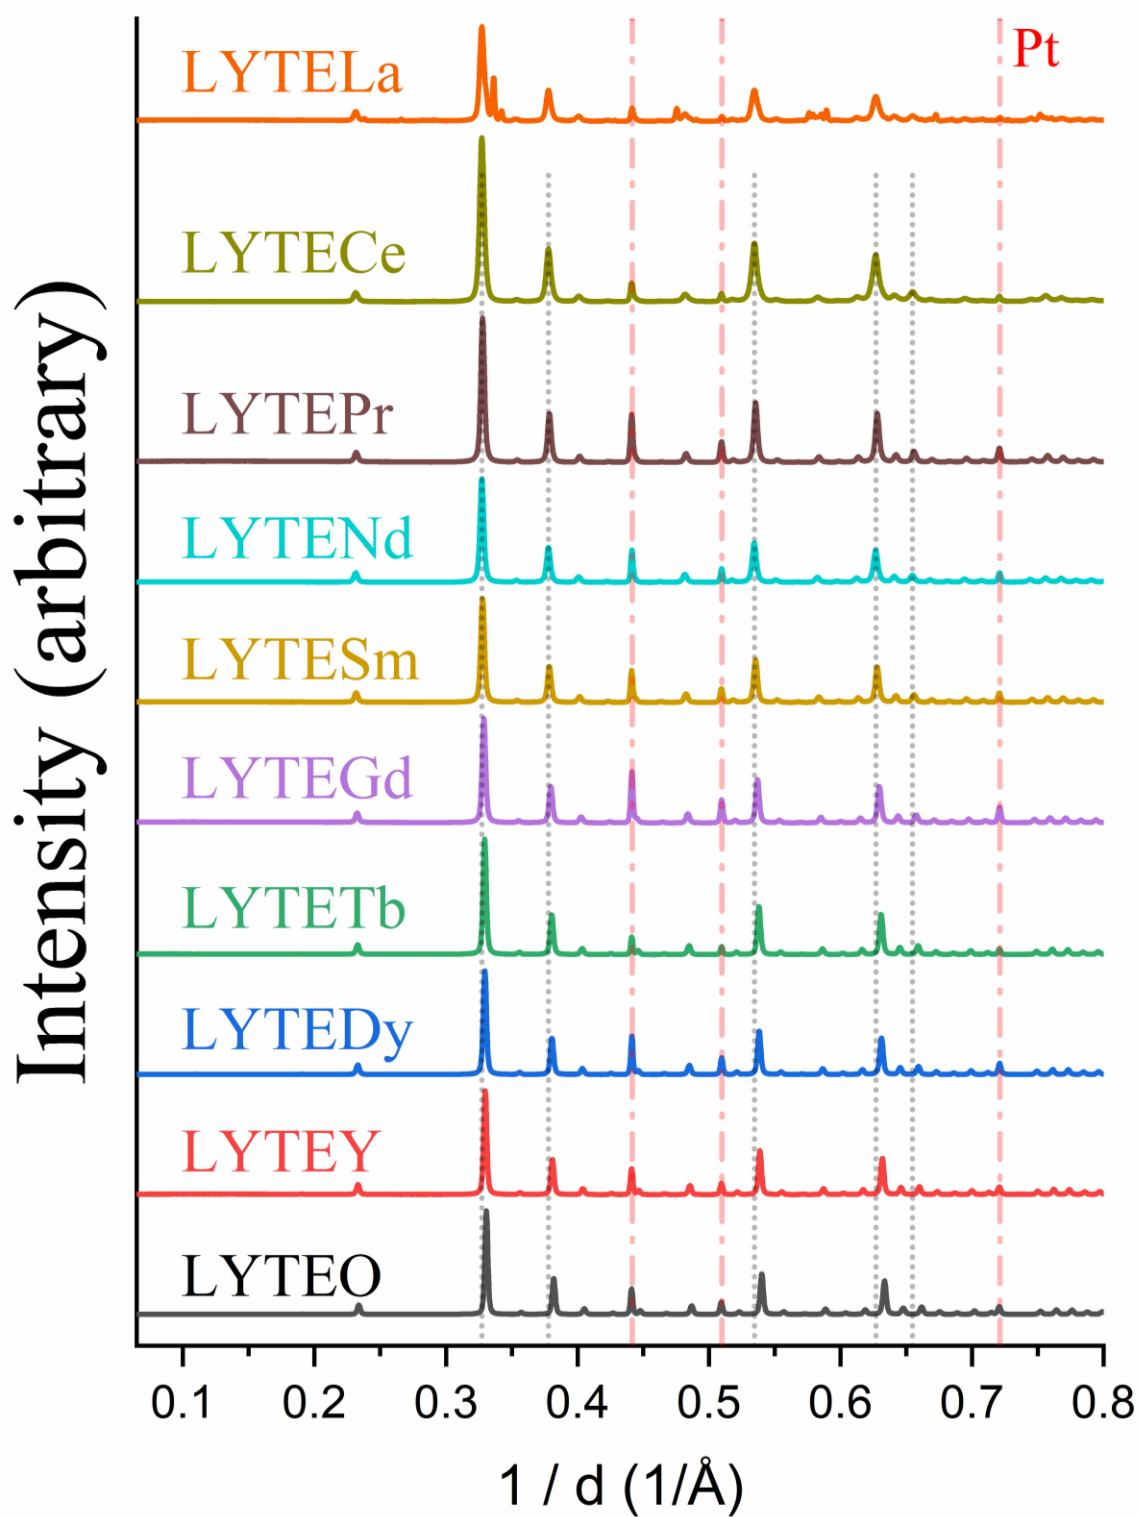 Pt
LYTELa
LYTECe
LYTEPr
LYTENd
LYTESm
LYTEGd
LYTETb
LYTEDy
LYTEY
LYTEO
Intensity (arbitrary)
0.1 0.2 0.3 0.4 0.5 0.6 0.7 0.8
1 / d (1/Å)